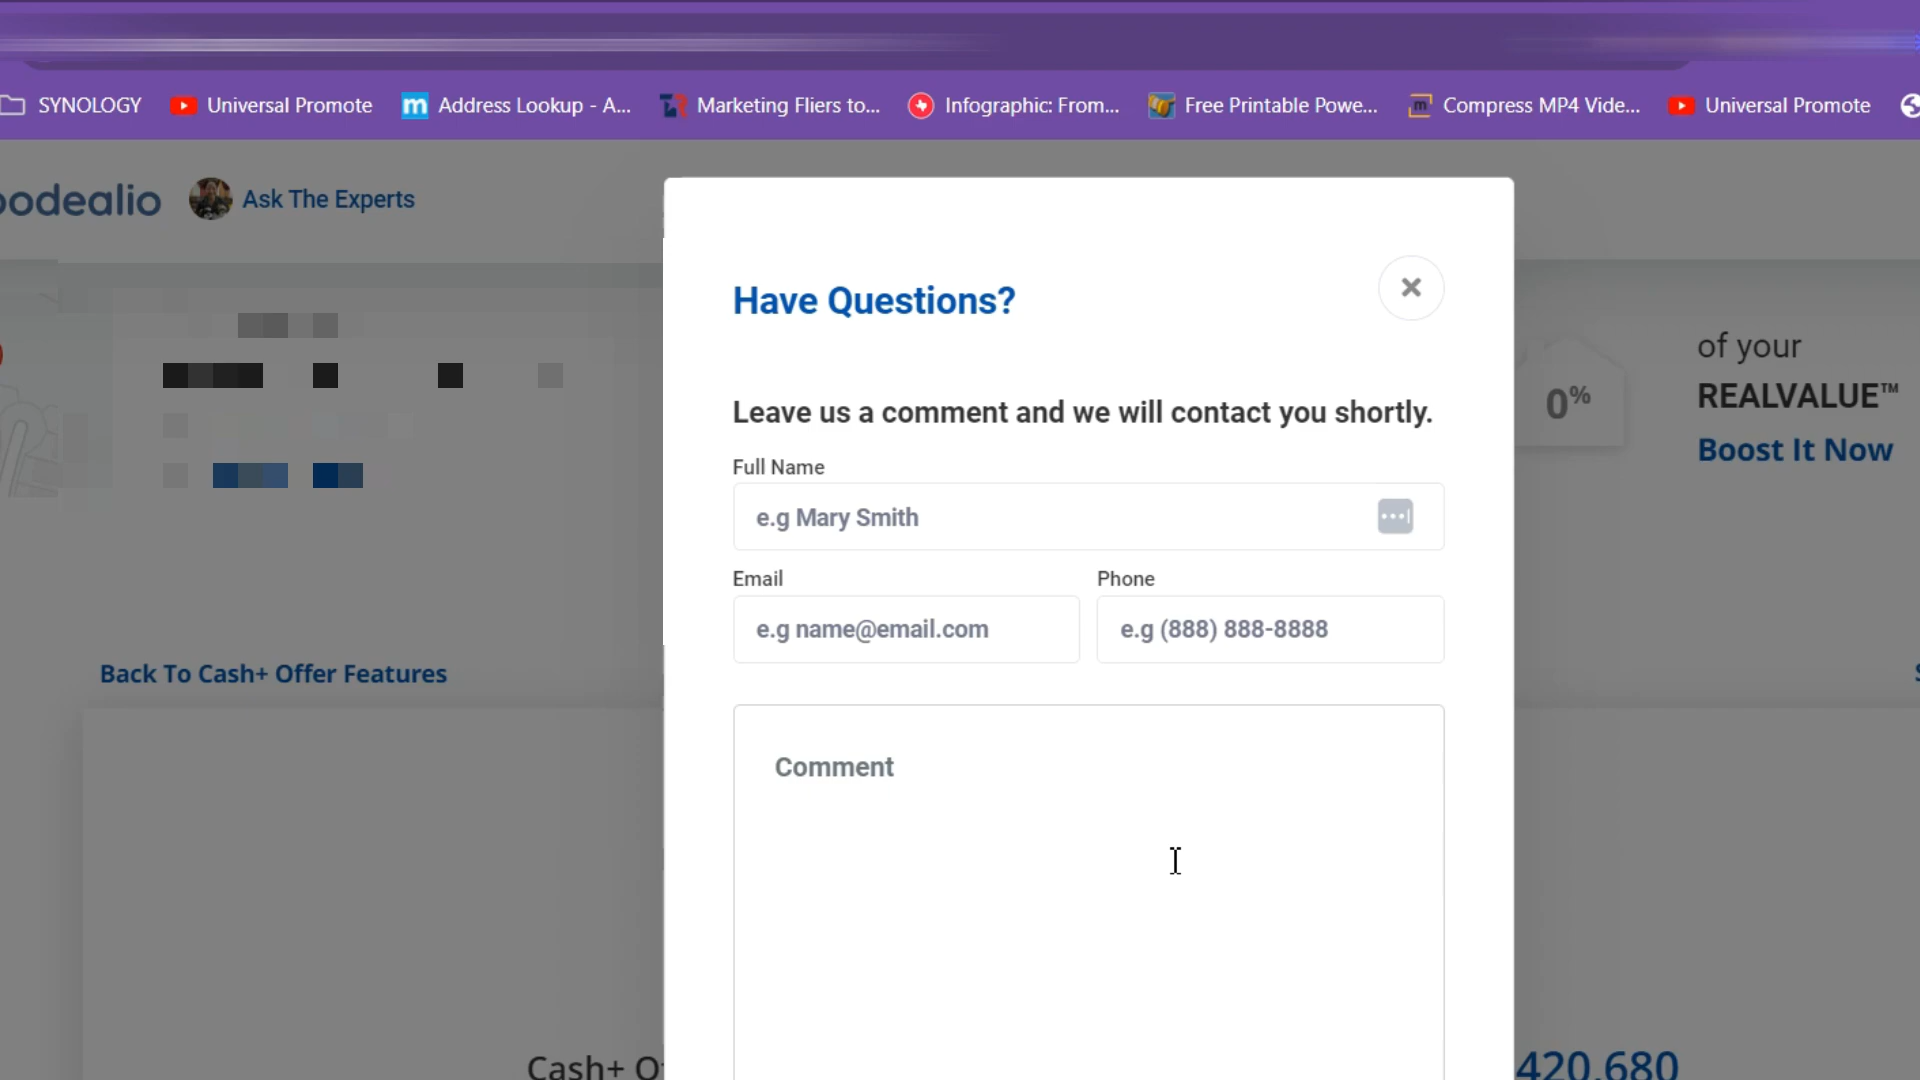 SYNOLOGY Universal Promote Address Lookup - A... Marketing Fliers to... Infographic: From... Free Printable Powe... Compress MP4 Vide... Universal Promote
odealio Ask The Experts
Have Questions?
Leave us a comment and we will contact you shortly.
Full Name
e.g Mary Smith
Email Phone
e.g name@email.com e.g (888) 888-8888
Comment
0%
of your
REALVALUE™
Boost It Now
Back To Cash+ Offer Features
Cash+ O
420,680